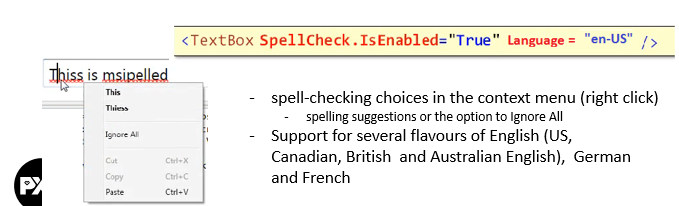 <TextBox SpellCheck.IsEnabled="True" Language = "en-US" />
Thiss is msipelled
This
Thiess
Ignore All
Cut Ctrl+X
Copy Ctrl+C
Paste Ctrl+V
- spell-checking choices in the context menu (right click)
- spelling suggestions or the option to Ignore All
- Support for several flavours of English (US,
Canadian, British and Australian English), German
and French
PX